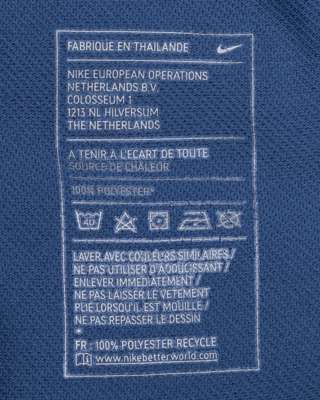 FABRIQUE EN THAILANDE
NIKE EUROPEAN OPERATIONS
NETHERLANDS B.V.
COLOSSEUM 1
1213 NL HILVERSUM
THE NETHERLANDS
A TENIR À L'ECART DE TOUTE
SOURCE DE CHALEUR
100% POLYESTER*
40
LAVER AVEC COULEURS SIMILAIRES /
NE PAS UTILISER D'ADOUCISSANT /
ENLEVER IMMEDIATEMENT /
NE PAS LAISSER LE VETEMENT
PLIE LORSQU'IL EST MOUILLE /
NE PAS REPASSER LE DESSIN
*
FR : 100% POLYESTER RECYCLE
www.nikebetterworld.com